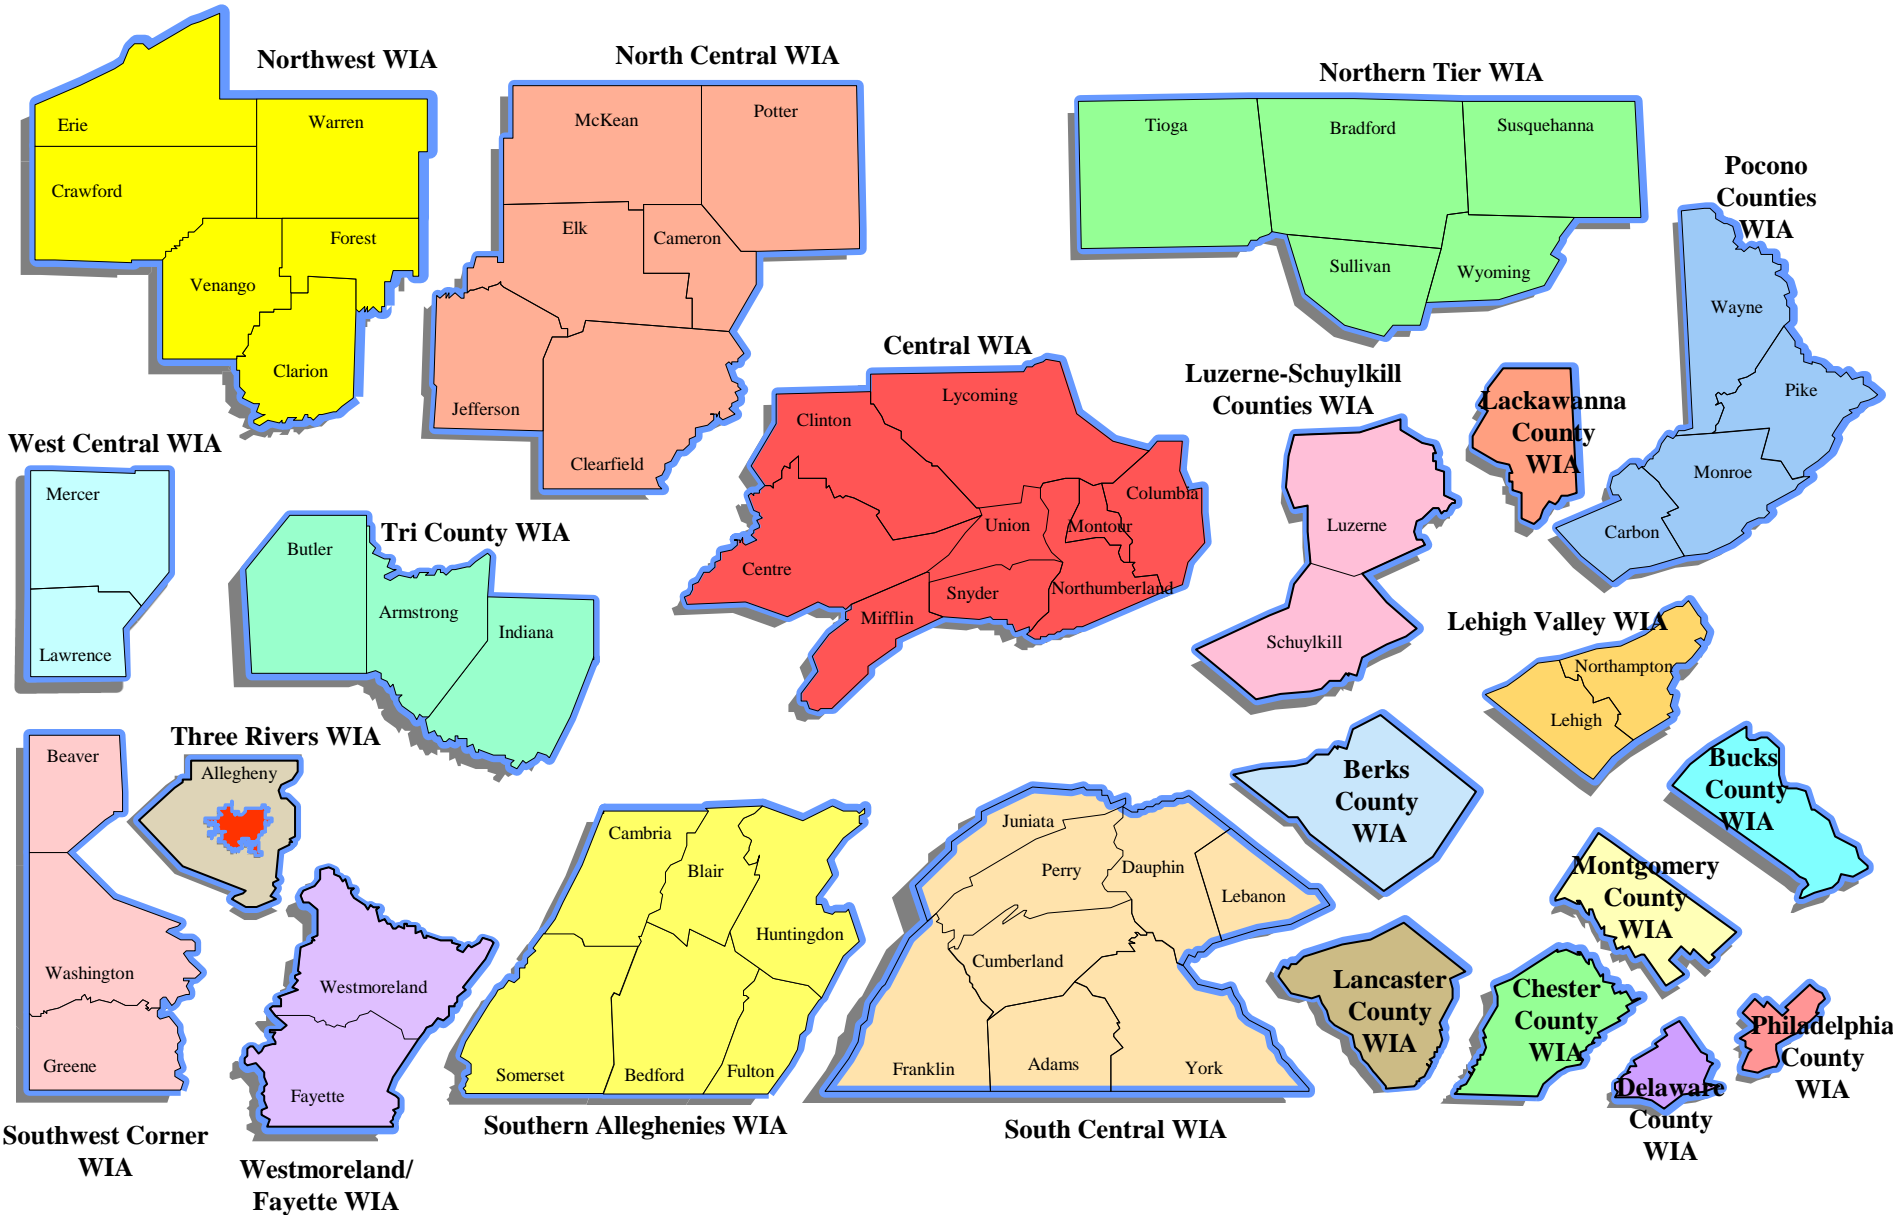 Northwest WIA
Erie
Warren
Crawford
Forest
Venango
Clarion
North Central WIA
McKean
Potter
Elk
Cameron
Jefferson
Clearfield
Northern Tier WIA
Tioga
Bradford
Susquehanna
Sullivan
Wyoming
Pocono
Counties
WIA
Wayne
Pike
Monroe
Carbon
Central WIA
Lycoming
Clinton
Columbia
Union
Montour
Centre
Snyder
Northumberland
Mifflin
Luzerne-Schuylkill
Counties WIA
Luzerne
Schuylkill
Lackawanna
County
WIA
West Central WIA
Mercer
Lawrence
Tri County WIA
Butler
Armstrong
Indiana
Lehigh Valley WIA
Northampton
Lehigh
Three Rivers WIA
Allegheny
Beaver
Washington
Greene
Southwest Corner
WIA
Westmoreland
Fayette
Westmoreland/
Fayette WIA
Cambria
Blair
Huntingdon
Somerset
Bedford
Fulton
Southern Alleghenies WIA
Juniata
Perry
Dauphin
Lebanon
Cumberland
Franklin
Adams
York
South Central WIA
Berks
County
WIA
Bucks
County
WIA
Montgomery
County
WIA
Lancaster
County
WIA
Chester
County
WIA
Delaware
County
WIA
Philadelphia
County
WIA